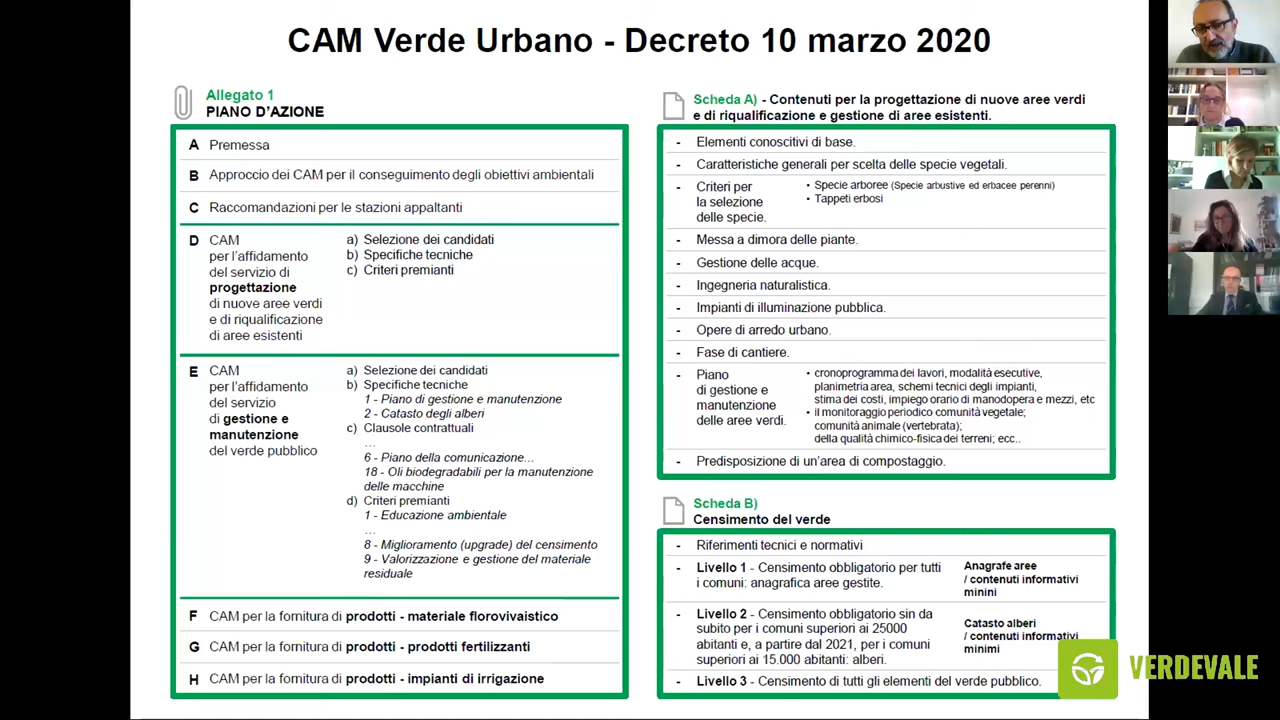 CAM Verde Urbano - Decreto 10 marzo 2020
Allegato 1
PIANO D'AZIONE
A Premessa
B Approccio dei CAM per il conseguimento degli obiettivi ambientali
C Raccomandazioni per le stazioni appaltanti
D CAM
per l'affidamento
del servizio di
progettazione
di nuove aree verdi
e di riqualificazione
di aree esistenti
a) Selezione dei candidati
b) Specifiche tecniche
c) Criteri premianti
E CAM
per l'affidamento
del servizio
di gestione e
manutenzione
del verde pubblico
a) Selezione dei candidati
b) Specifiche tecniche
1 - Piano di gestione e manutenzione
2 - Catasto degli alberi
c) Clausole contrattuali
...
6 - Piano della comunicazione...
18 - Oli biodegradabili per la manutenzione
delle macchine
d) Criteri premianti
1 - Educazione ambientale
...
8 - Miglioramento (upgrade) del censimento
9 - Valorizzazione e gestione del materiale
residuale
F CAM per la fornitura di prodotti - materiale florovivaistico
G CAM per la fornitura di prodotti - prodotti fertilizzanti
H CAM per la fornitura di prodotti - impianti di irrigazione
Scheda A) - Contenuti per la progettazione di nuove aree verdi
e di riqualificazione e gestione di aree esistenti.
- Elementi conoscitivi di base.
- Caratteristiche generali per scelta delle specie vegetali.
- Criteri per
la selezione
delle specie.
• Specie arboree (Specie arbustive ed erbacee perenni)
• Tappeti erbosi
- Messa a dimora delle piante.
- Gestione delle acque.
- Ingegneria naturalistica.
- Impianti di illuminazione pubblica.
- Opere di arredo urbano.
- Fase di cantiere.
- Piano
di gestione e
manutenzione
delle aree verdi.
• cronoprogramma dei lavori, modalità esecutive,
planimetria area, schemi tecnici degli impianti,
stima dei costi, impiego orario di manodopera e mezzi, etc
• il monitoraggio periodico comunità vegetale;
comunità animale (vertebrata);
della qualità chimico-fisica dei terreni; ecc..
- Predisposizione di un'area di compostaggio.
Scheda B)
Censimento del verde
- Riferimenti tecnici e normativi
- Livello 1 - Censimento obbligatorio per tutti
i comuni: anagrafica aree gestite.
Anagrafe aree
/ contenuti informativi
minini
- Livello 2 - Censimento obbligatorio sin da
subito per i comuni superiori ai 25000
abitanti e, a partire dal 2021, per i comuni
superiori ai 15.000 abitanti: alberi.
Catasto alberi
/ contenuti informativi
minimi
- Livello 3 - Censimento di tutti gli elementi del verde pubblico.
VERDEVALE